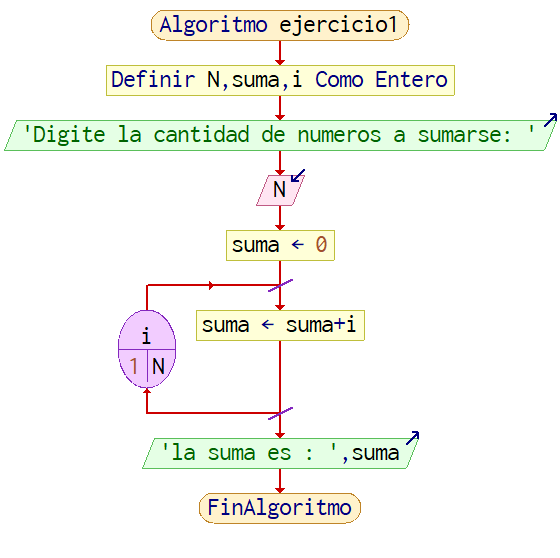 Algoritmo ejercicio1
Definir N,suma,i Como Entero
'Digite la cantidad de numeros a sumarse: '
N
suma ← 0
suma ← suma+i
i
1 N
'la suma es : ',suma
FinAlgoritmo